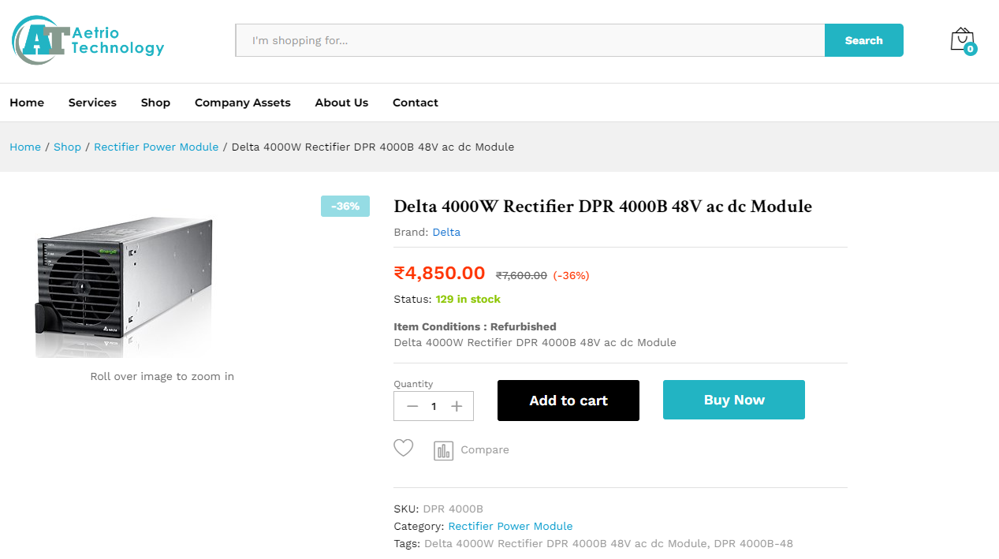 AT Aetrio
Technology
I'm shopping for...
Search
0
Home Services Shop Company Assets About Us Contact
Home / Shop / Rectifier Power Module / Delta 4000W Rectifier DPR 4000B 48V ac dc Module
-36%
Delta 4000W Rectifier DPR 4000B 48V ac dc Module
Brand: Delta
₹4,850.00 ₹7,600.00 (-36%)
Status: 129 in stock
Item Conditions : Refurbished
Delta 4000W Rectifier DPR 4000B 48V ac dc Module
EnergE
DELTA
Roll over image to zoom in
Quantity
1
Add to cart
Buy Now
Compare
SKU: DPR 4000B
Category: Rectifier Power Module
Tags: Delta 4000W Rectifier DPR 4000B 48V ac dc Module, DPR 4000B-48